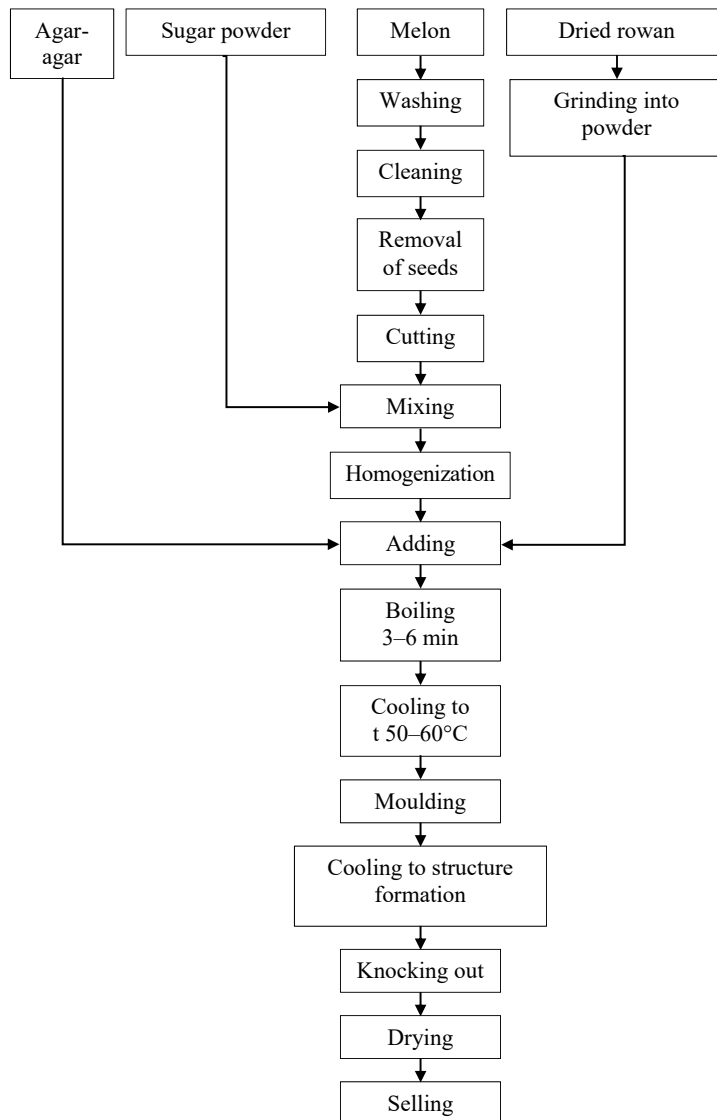 Agar-
agar
Sugar powder
Melon
Dried rowan
Washing
Grinding into
powder
Cleaning
Removal
of seeds
Cutting
Mixing
Homogenization
Adding
Boiling
3–6 min
Cooling to
t 50–60°C
Moulding
Cooling to structure
formation
Knocking out
Drying
Selling